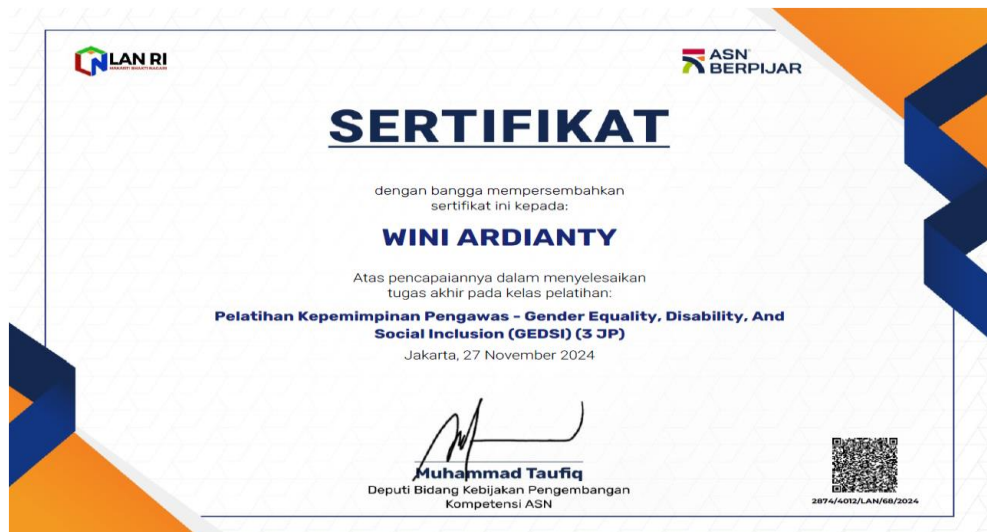 LAN RI
ASN
BERPIJAR
SERTIFIKAT
dengan bangga mempersembahkan
sertifikat ini kepada:
WINI ARDIANTY
Atas pencapaiannya dalam menyelesaikan
tugas akhir pada kelas pelatihan:
Pelatihan Kepemimpinan Pengawas - Gender Equality, Disability, And
Social Inclusion (GEDSI) (3 JP)
Jakarta, 27 November 2024
Muhammad Taufiq
Deputi Bidang Kebijakan Pengembangan
Kompetensi ASN
2874/4012/LAN/68/2024